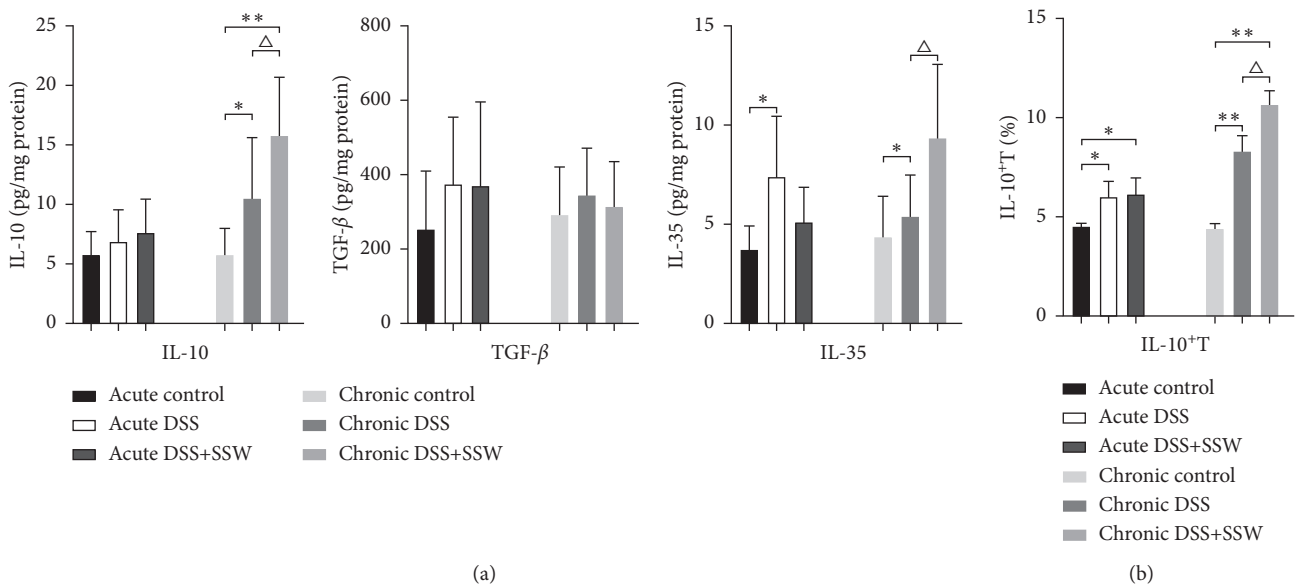 25
20
15
10
5
0
IL-10 (pg/mg protein)
**
△
*
IL-10
800
600
400
200
0
TGF-β (pg/mg protein)
TGF-β
15
10
5
0
IL-35 (pg/mg protein)
*
*
△
IL-35
Acute control
Acute DSS
Acute DSS+SSW
Chronic control
Chronic DSS
Chronic DSS+SSW
(a)
15
10
5
0
IL-10⁺T (%)
*
*
**
△
**
IL-10⁺T
Acute control
Acute DSS
Acute DSS+SSW
Chronic control
Chronic DSS
Chronic DSS+SSW
(b)